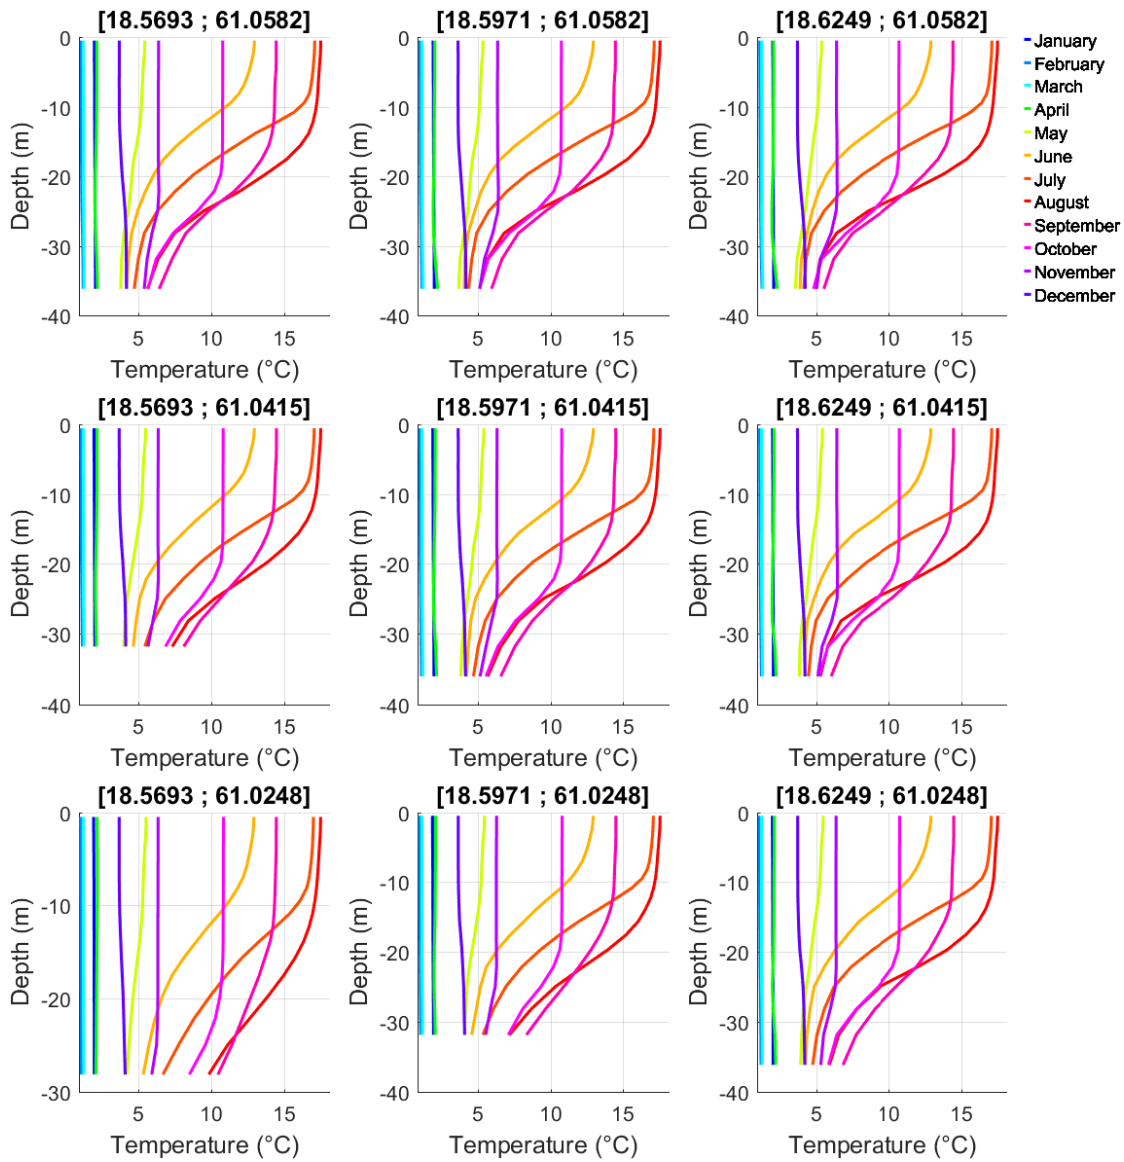 [18.5693 ; 61.0582]
[18.5971 ; 61.0582]
[18.6249 ; 61.0582]
0
-10
-20
-30
-40
Depth (m)
5
10
15
Temperature (°C)
0
-10
-20
-30
-40
Depth (m)
5
10
15
Temperature (°C)
0
-10
-20
-30
-40
Depth (m)
5
10
15
Temperature (°C)
January
February
March
April
May
June
July
August
September
October
November
December
[18.5693 ; 61.0415]
[18.5971 ; 61.0415]
[18.6249 ; 61.0415]
0
-10
-20
-30
-40
Depth (m)
5
10
15
Temperature (°C)
0
-10
-20
-30
-40
Depth (m)
5
10
15
Temperature (°C)
0
-10
-20
-30
-40
Depth (m)
5
10
15
Temperature (°C)
[18.5693 ; 61.0248]
[18.5971 ; 61.0248]
[18.6249 ; 61.0248]
0
-10
-20
-30
Depth (m)
5
10
15
Temperature (°C)
0
-10
-20
-30
-40
Depth (m)
5
10
15
Temperature (°C)
0
-10
-20
-30
-40
Depth (m)
5
10
15
Temperature (°C)